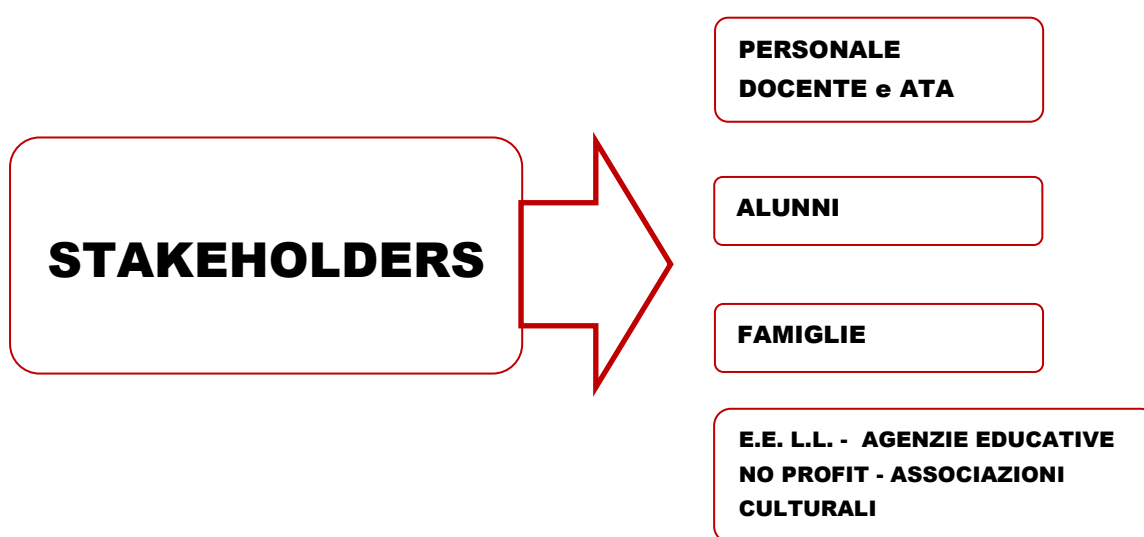 STAKEHOLDERS
PERSONALE
DOCENTE e ATA
ALUNNI
FAMIGLIE
E.E. L.L. - AGENZIE EDUCATIVE
NO PROFIT - ASSOCIAZIONI
CULTURALI